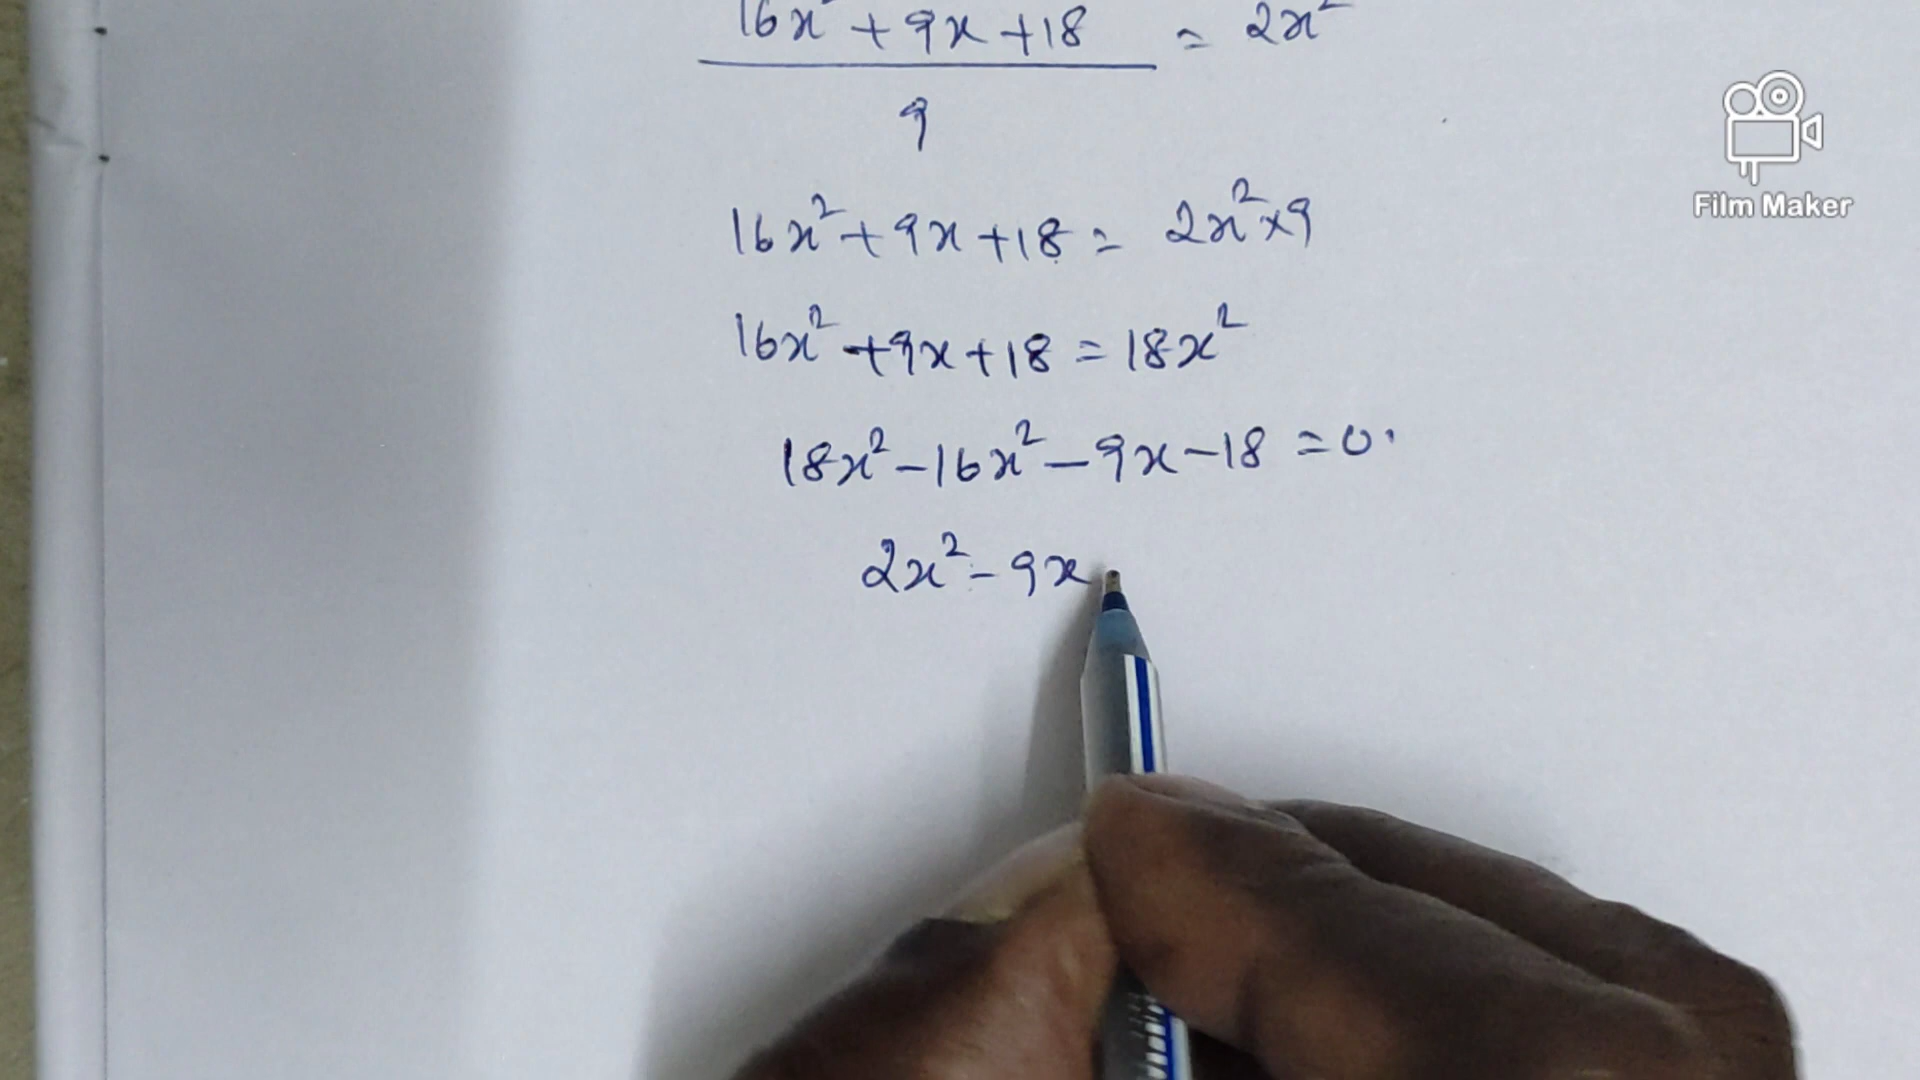 16x² + 9x + 18 = 2x²
9
16x² + 9x + 18 = 2x² × 9
16x² + 9x + 18 = 18x²
18x² - 16x² - 9x - 18 = 0.
2x² - 9x
Film Maker